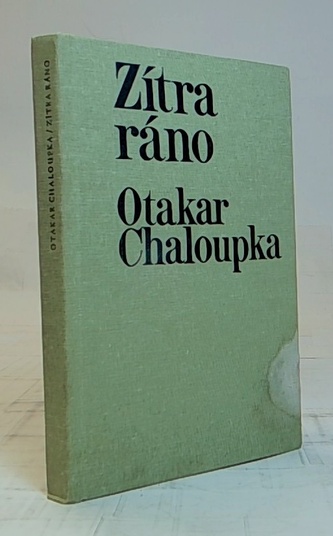 Zítra
ráno
Otakar
Chaloupka
OTAKAR CHALOUPKA / ZÍTRA RÁNO